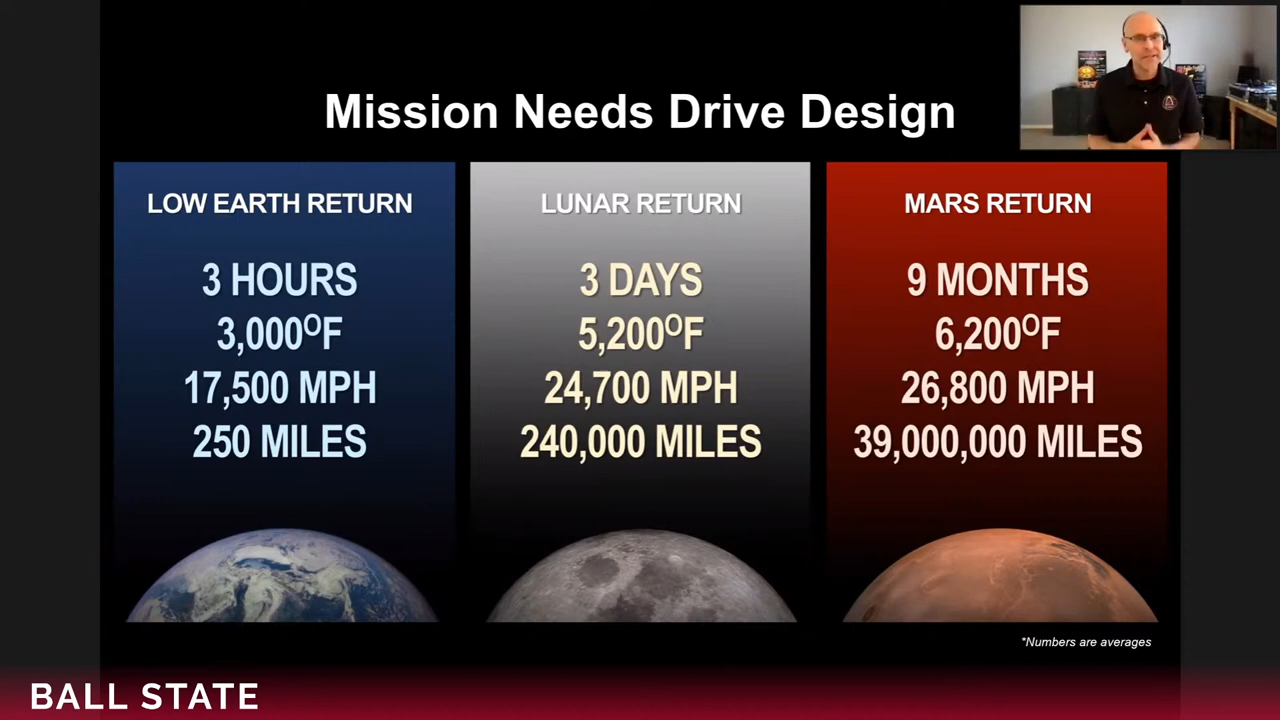 Mission Needs Drive Design
LOW EARTH RETURN
3 HOURS
3,000ºF
17,500 MPH
250 MILES
LUNAR RETURN
3 DAYS
5,200ºF
24,700 MPH
240,000 MILES
MARS RETURN
9 MONTHS
6,200ºF
26,800 MPH
39,000,000 MILES
*Numbers are averages
BALL STATE